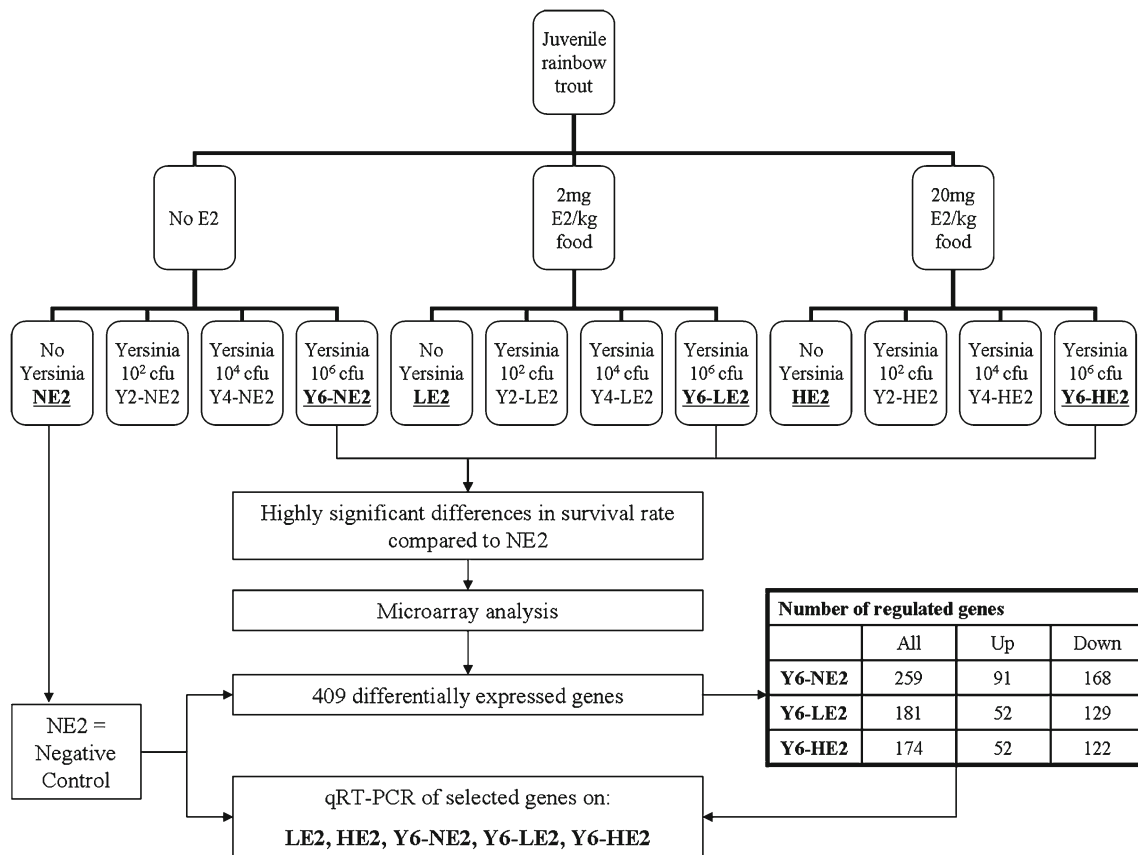 Juvenile
rainbow
trout
No E2
2mg
E2/kg
food
20mg
E2/kg
food
No
Yersinia
NE2
Yersinia
10² cfu
Y2-NE2
Yersinia
10⁴ cfu
Y4-NE2
Yersinia
10⁶ cfu
Y6-NE2
No
Yersinia
LE2
Yersinia
10² cfu
Y2-LE2
Yersinia
10⁴ cfu
Y4-LE2
Yersinia
10⁶ cfu
Y6-LE2
No
Yersinia
HE2
Yersinia
10² cfu
Y2-HE2
Yersinia
10⁴ cfu
Y4-HE2
Yersinia
10⁶ cfu
Y6-HE2
Highly significant differences in survival rate
compared to NE2
Microarray analysis
409 differentially expressed genes
Number of regulated genes
All Up Down
Y6-NE2 259 91 168
Y6-LE2 181 52 129
Y6-HE2 174 52 122
NE2 =
Negative
Control
qRT-PCR of selected genes on:
LE2, HE2, Y6-NE2, Y6-LE2, Y6-HE2